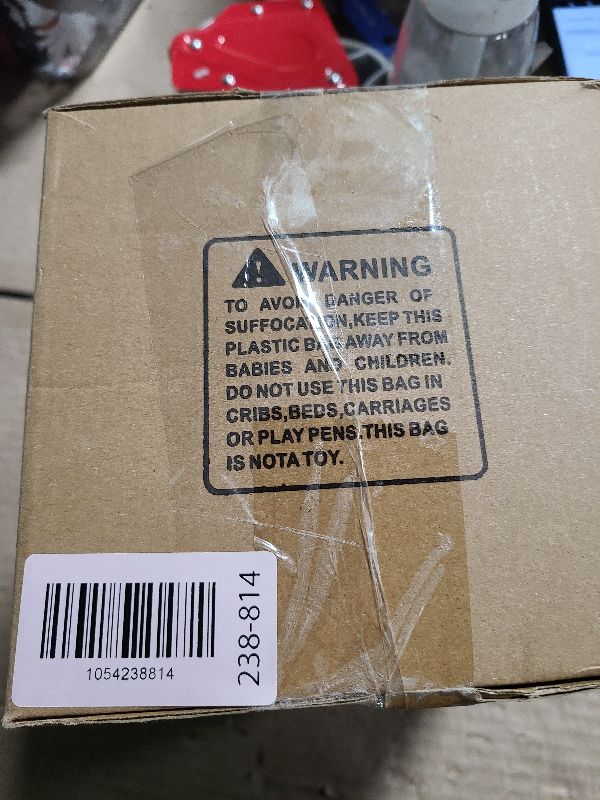 WARNING
TO AVOID DANGER OF
SUFFOCATION,KEEP THIS
PLASTIC BAG AWAY FROM
BABIES AND CHILDREN.
DO NOT USE THIS BAG IN
CRIBS,BEDS,CARRIAGES
OR PLAY PENS.THIS BAG
IS NOTA TOY.
1054238814
238-814